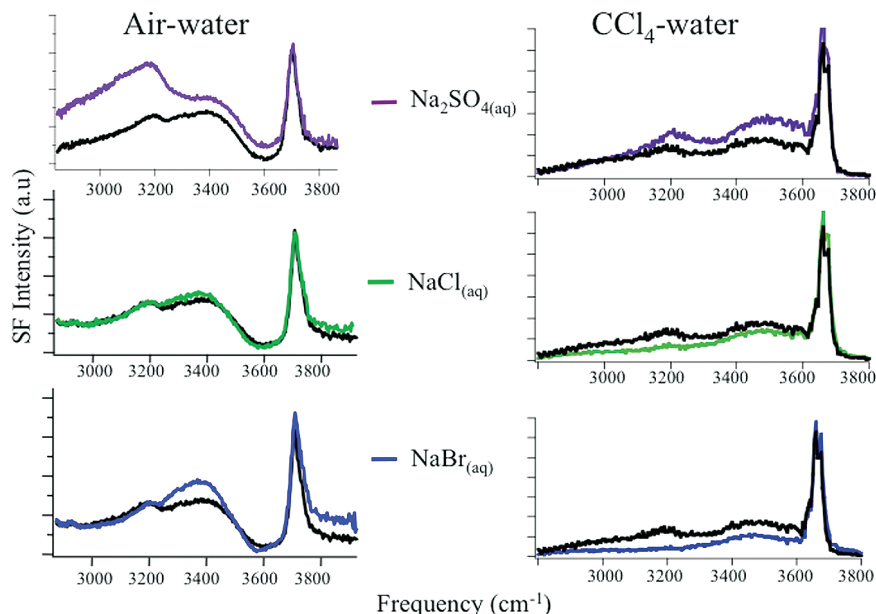 Air-water
CCl4-water
Na2SO4(aq)
3000 3200 3400 3600 3800
3000 3200 3400 3600 3800
SF Intensity (a.u)
NaCl(aq)
3000 3200 3400 3600 3800
3000 3200 3400 3600 3800
NaBr(aq)
3000 3200 3400 3600 3800
3000 3200 3400 3600 3800
Frequency (cm-1)